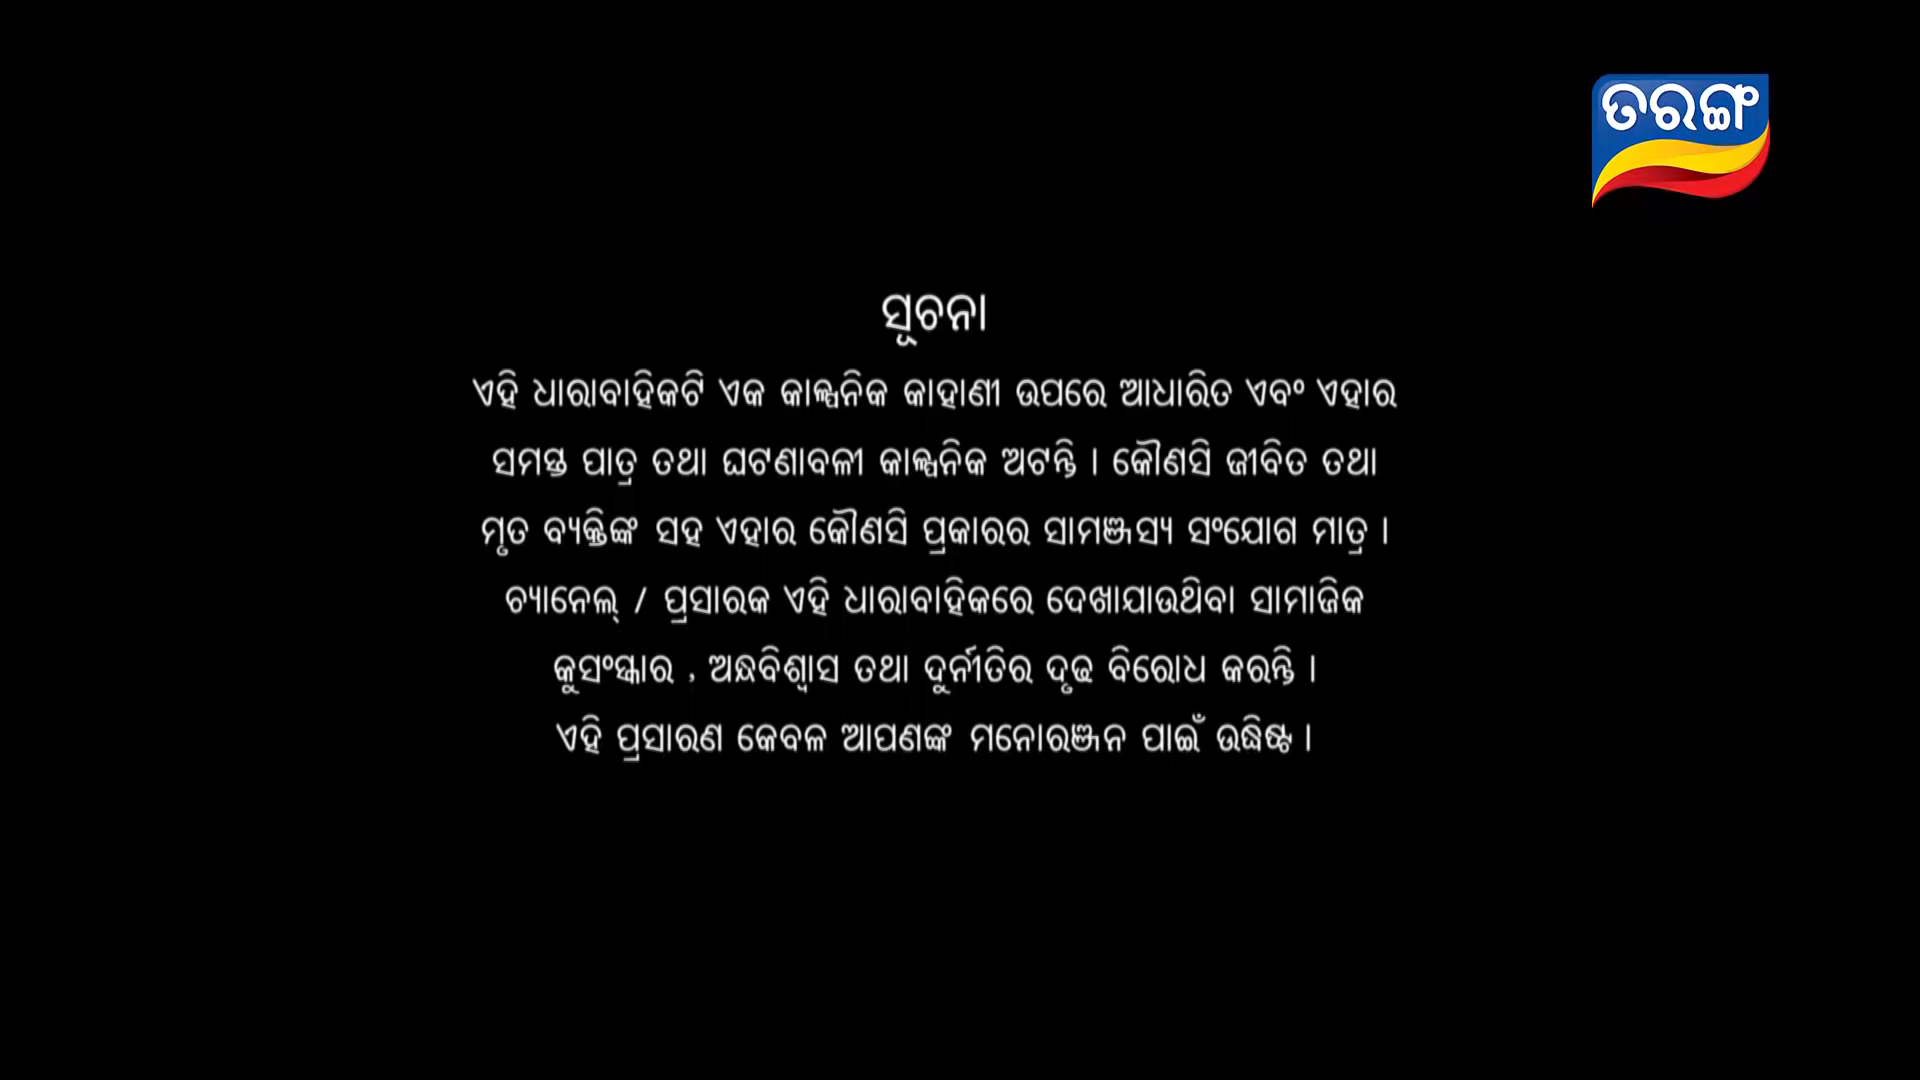 ତରଙ୍ଗ
ସୂଚନା
ଏହି ଧାରାବାହିକଟି ଏକ କାଳ୍ପନିକ କାହାଣୀ ଉପରେ ଆଧାରିତ ଏବଂ ଏହାର
ସମସ୍ତ ପାତ୍ର ତଥା ଘଟଣାବଳୀ କାଳ୍ପନିକ ଅଟନ୍ତି । କୌଣସି ଜୀବିତ ତଥା
ମୃତ ବ୍ୟକ୍ତିଙ୍କ ସହ ଏହାର କୌଣସି ପ୍ରକାରର ସାମଞ୍ଜସ୍ୟ ସଂଯୋଗ ମାତ୍ର ।
ଚ୍ୟାନେଲ୍ / ପ୍ରସାରକ ଏହି ଧାରାବାହିକରେ ଦେଖାଯାଉଥିବା ସାମାଜିକ
କୁସଂସ୍କାର , ଅନ୍ଧବିଶ୍ୱାସ ତଥା ଦୁର୍ନୀତିର ଦୃଢ ବିରୋଧ କରନ୍ତି ।
ଏହି ପ୍ରସାରଣ କେବଳ ଆପଣଙ୍କ ମନୋରଞ୍ଜନ ପାଇଁ ଉଦ୍ଧିଷ୍ଟ ।